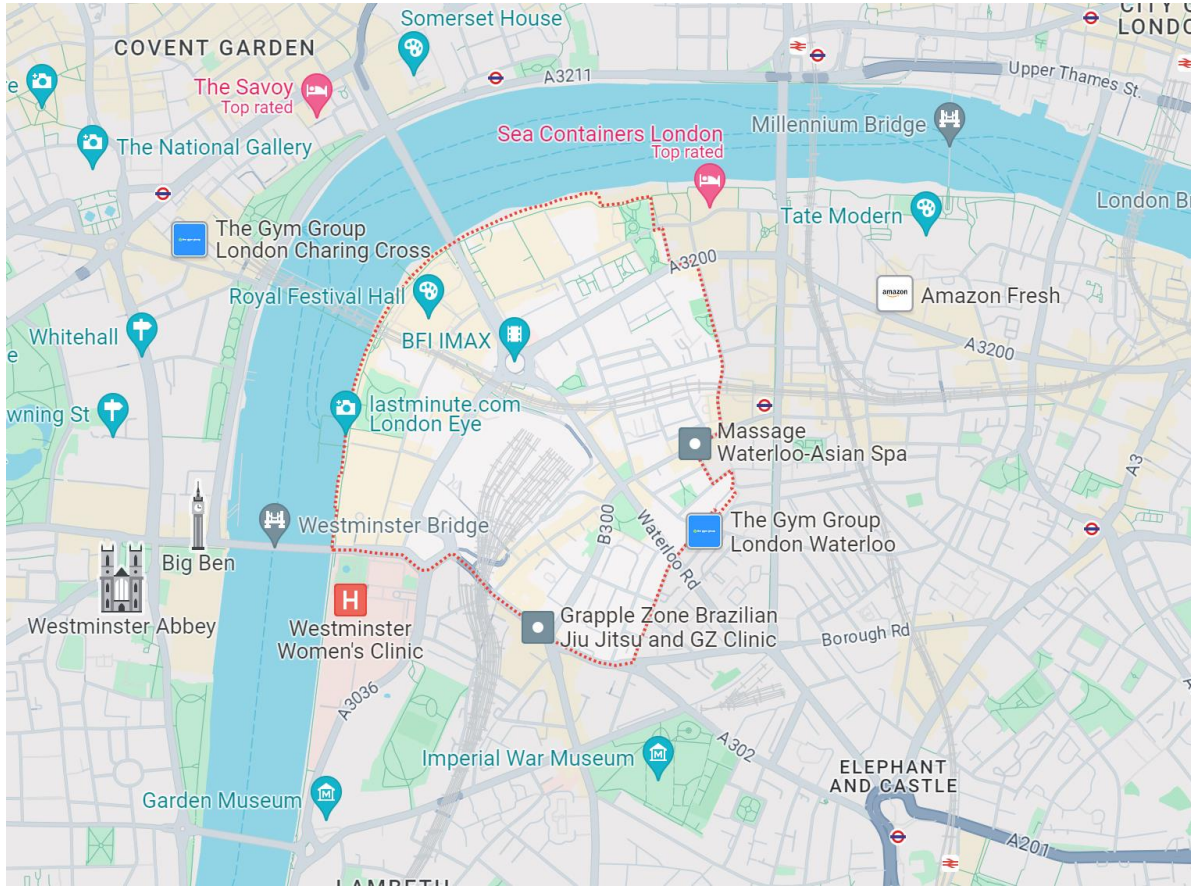 CITY O
LONDO
Somerset House
COVENT GARDEN
A3211
Upper Thames St.
The Savoy
Top rated
re
The National Gallery
Sea Containers London
Top rated
Millennium Bridge
Tate Modern
London Br
The Gym Group
London Charing Cross
A3200
amazon
Amazon Fresh
Royal Festival Hall
Whitehall
e
BFI IMAX
A3200
lastminute.com
London Eye
wning St
Massage
Waterloo-Asian Spa
A3
Westminster Bridge
B300
Waterloo Rd
The Gym Group
London Waterloo
Big Ben
Westminster Abbey
H
Westminster
Women's Clinic
Grapple Zone Brazilian
Jiu Jitsu and GZ Clinic
Borough Rd
A3036
A302
Imperial War Museum
ELEPHANT
AND CASTLE
Garden Museum
A201
LAMBETH